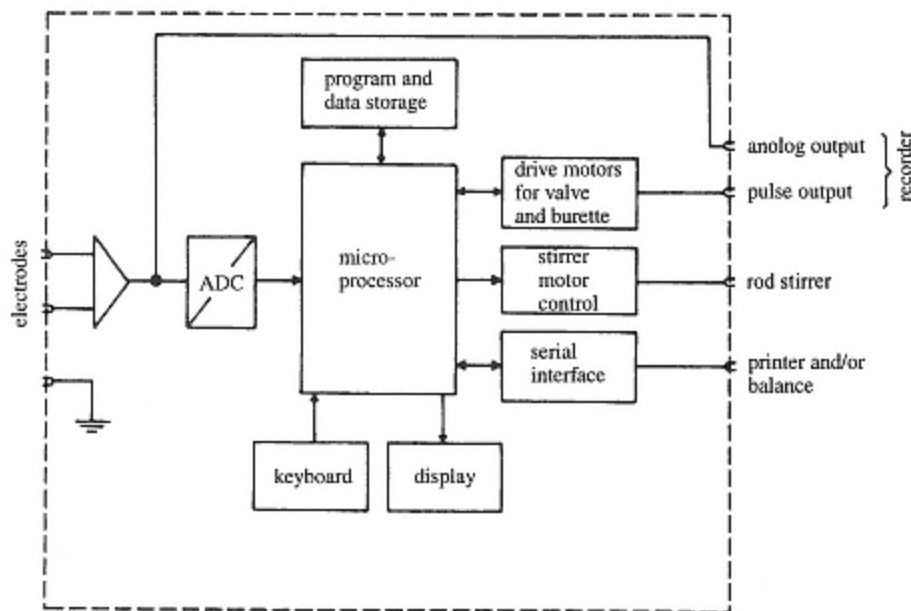 program and
data storage
anolog output
recorder
drive motors
for valve
and burette
pulse output
electrodes
ADC
micro-
processor
stirrer
motor
control
rod stirrer
serial
interface
printer and/or
balance
keyboard
display